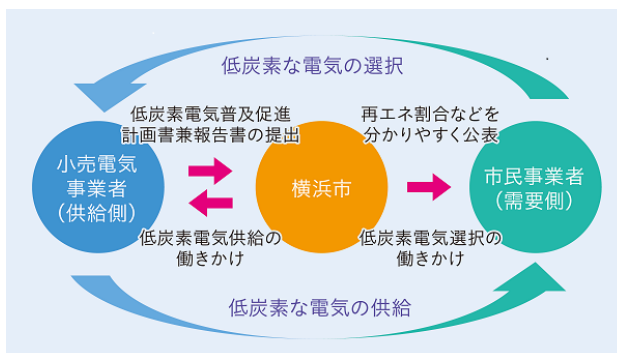 低炭素な電気の選択
低炭素電気普及促進
計画書兼報告書の提出
再エネ割合などを
分かりやすく公表
小売電気
事業者
（供給側）
横浜市
市民事業者
（需要側）
低炭素電気供給の
働きかけ
低炭素電気選択の
働きかけ
低炭素な電気の供給